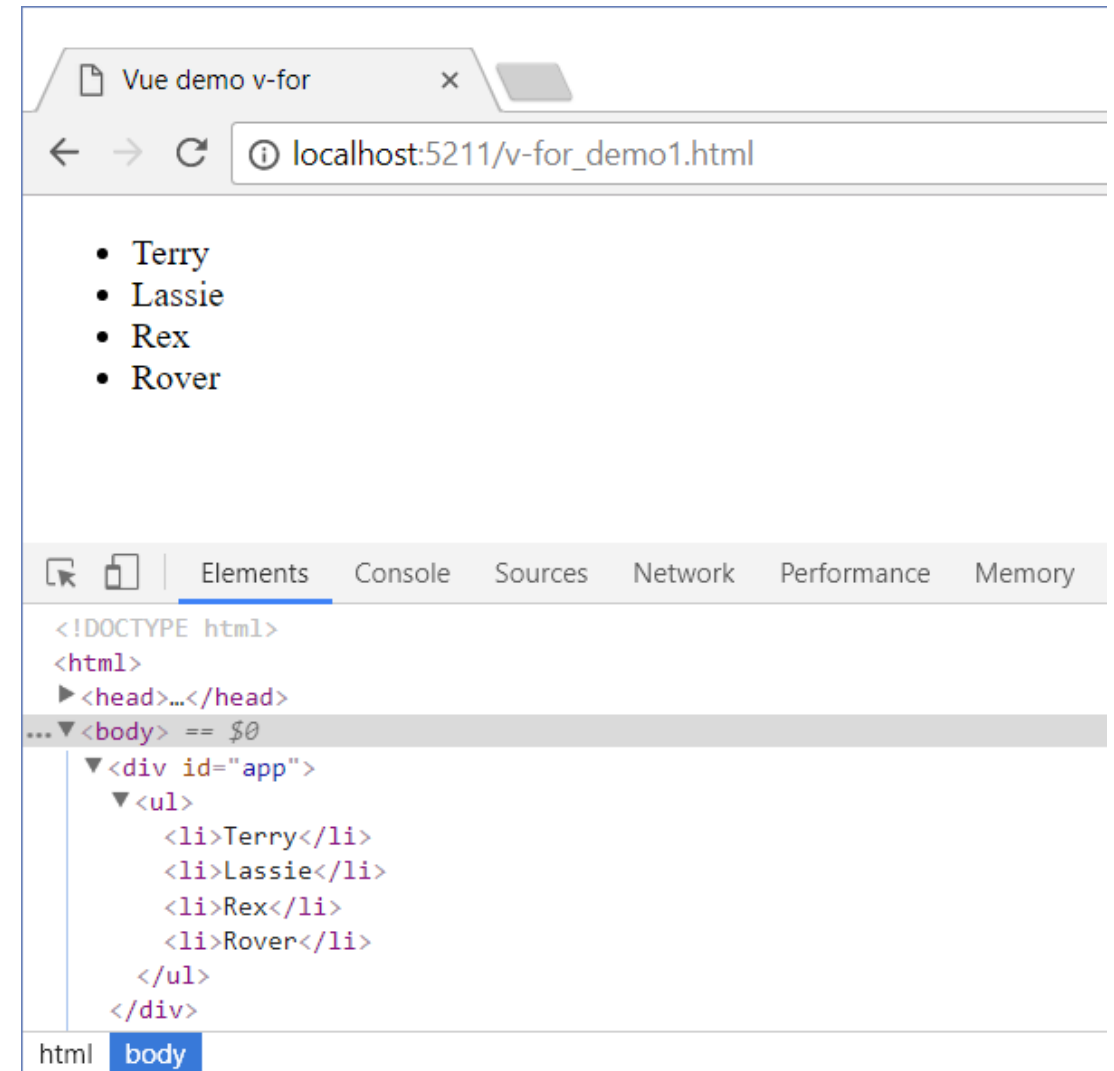 Vue demo v-for
localhost:5211/v-for_demo1.html
• Terry
• Lassie
• Rex
• Rover
Elements Console Sources Network Performance Memory
<!DOCTYPE html>
<html>
<head>…</head>
... <body> == $0
<div id="app">
<ul>
<li>Terry</li>
<li>Lassie</li>
<li>Rex</li>
<li>Rover</li>
</ul>
</div>
html body